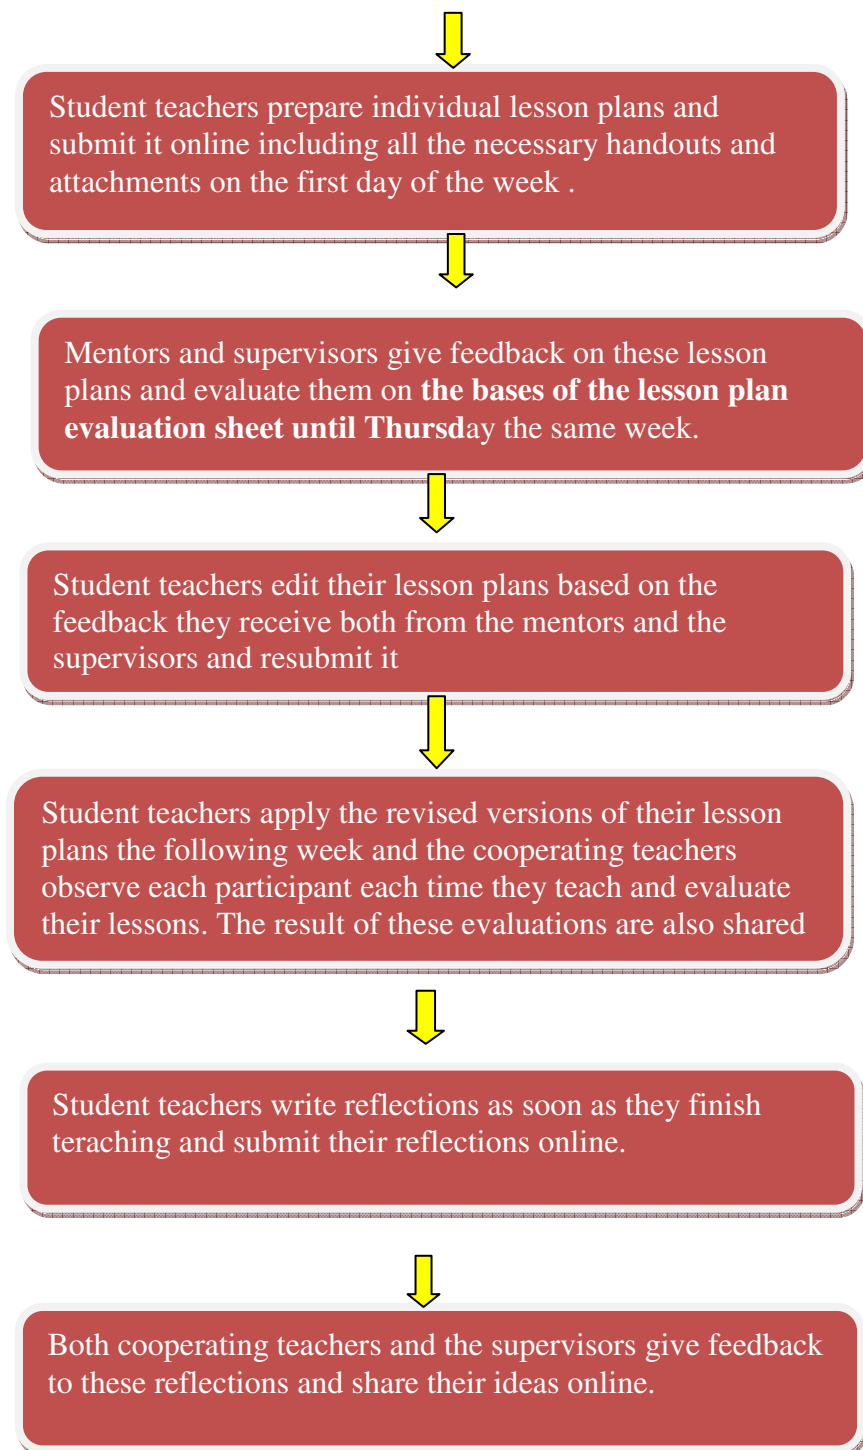 Student teachers prepare individual lesson plans and
submit it online including all the necessary handouts and
attachments on the first day of the week .
Mentors and supervisors give feedback on these lesson
plans and evaluate them on the bases of the lesson plan
evaluation sheet until Thursday the same week.
Student teachers edit their lesson plans based on the
feedback they receive both from the mentors and the
supervisors and resubmit it
Student teachers apply the revised versions of their lesson
plans the following week and the cooperating teachers
observe each participant each time they teach and evaluate
their lessons. The result of these evaluations are also shared
Student teachers write reflections as soon as they finish
teraching and submit their reflections online.
Both cooperating teachers and the supervisors give feedback
to these reflections and share their ideas online.